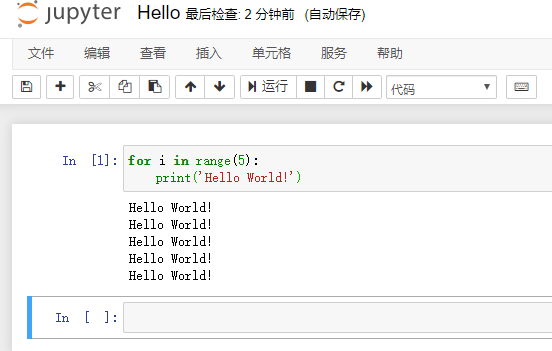 jupyter Hello 最后检查: 2 分钟前 (自动保存)
文件 编辑 查看 插入 单元格 服务 帮助
运行 代码
In [1]: for i in range(5):
print('Hello World!')
Hello World!
Hello World!
Hello World!
Hello World!
Hello World!
In [ ]: